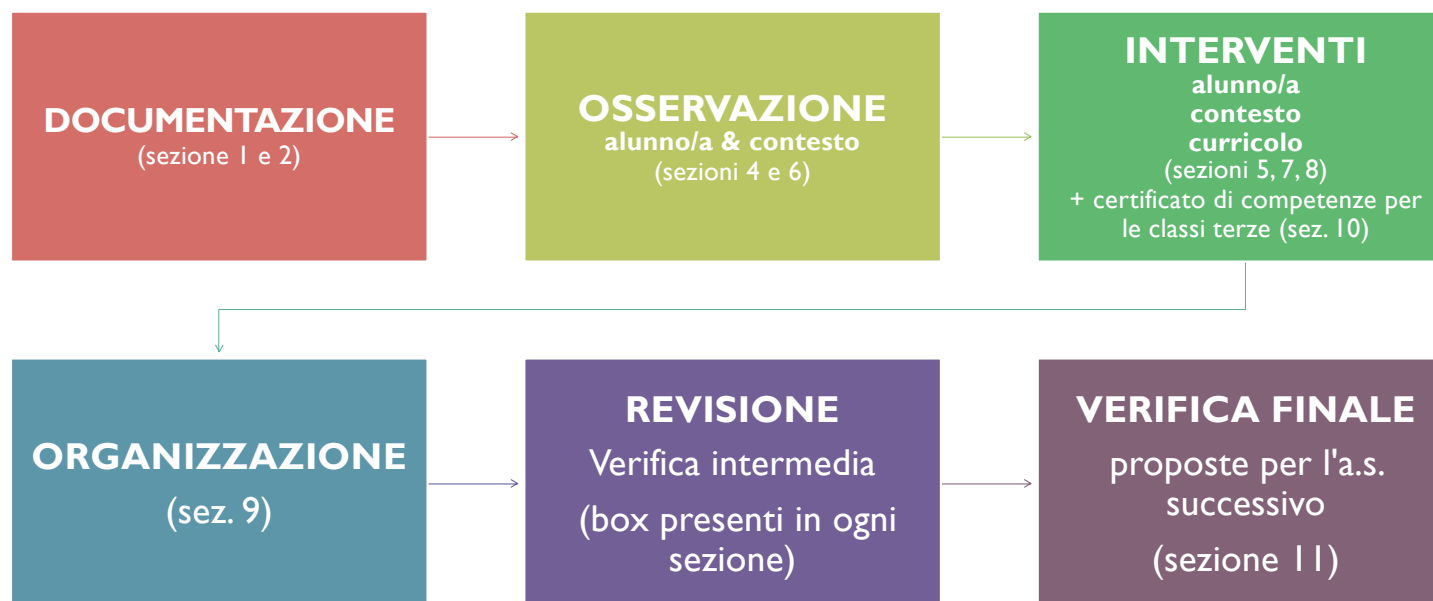 DOCUMENTAZIONE
(sezione 1 e 2)
OSSERVAZIONE
alunno/a & contesto
(sezioni 4 e 6)
INTERVENTI
alunno/a
contesto
curricolo
(sezioni 5, 7, 8)
+ certificato di competenze per
le classi terze (sez. 10)
ORGANIZZAZIONE
(sez. 9)
REVISIONE
Verifica intermedia
(box presenti in ogni
sezione)
VERIFICA FINALE
proposte per l'a.s.
successivo
(sezione 11)